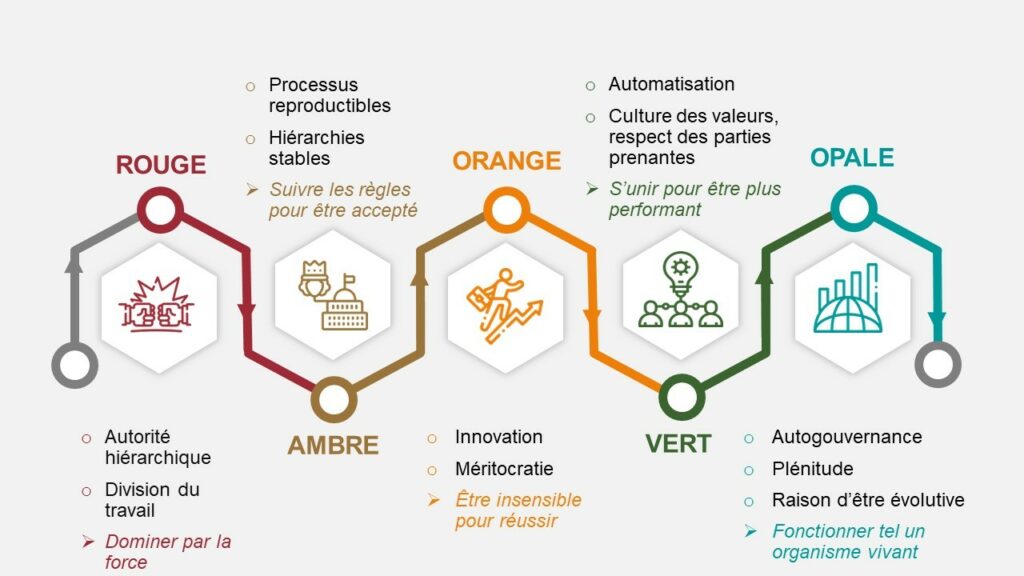 ROUGE
Autorité
hiérarchique
Division du
travail
Dominer par la
force
Processus
reproductibles
Hiérarchies
stables
Suivre les règles
pour être accepté
AMBRE
ORANGE
Innovation
Méritocratie
Être insensible
pour réussir
Automatisation
Culture des valeurs,
respect des parties
prenantes
S’unir pour être plus
performant
VERT
OPALE
Autogouvernance
Plénitude
Raison d’être évolutive
Fonctionner tel un
organisme vivant